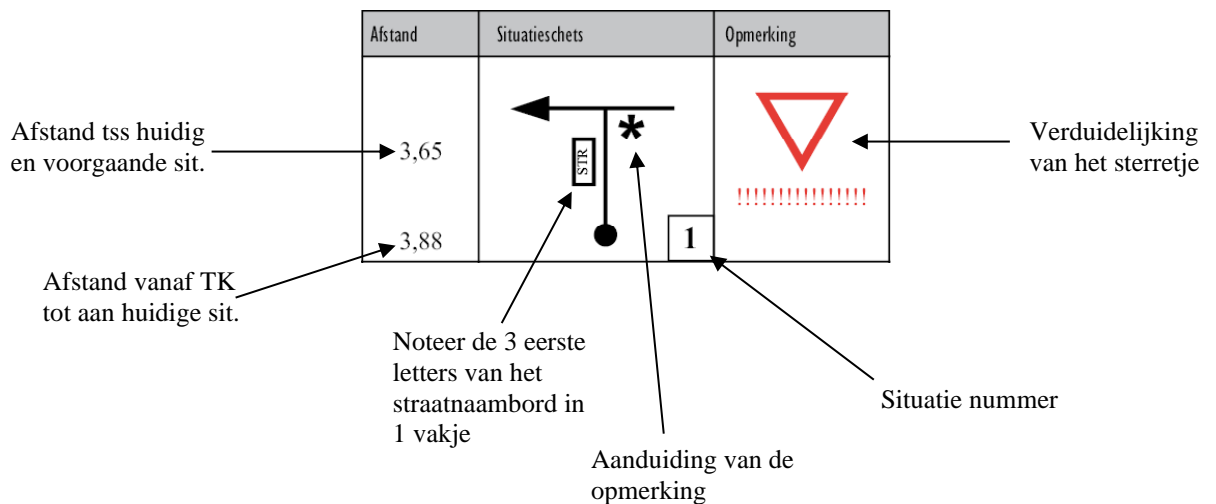 Afstand
Situatieschets
Opmerking
Afstand tss huidig
en voorgaande sit.
3,65
STR
*
!!!!!!!!!!!!!!!!
Verduidelijking
van het sterretje
3,88
1
Afstand vanaf TK
tot aan huidige sit.
Noteer de 3 eerste
letters van het
straatnaambord in
1 vakje
Situatie nummer
Aanduiding van de
opmerking